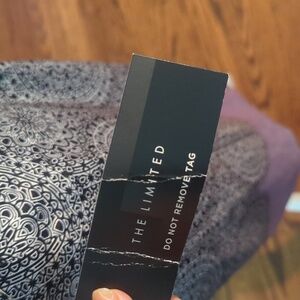 THE LIMITED
DO NOT REMOVE TAG